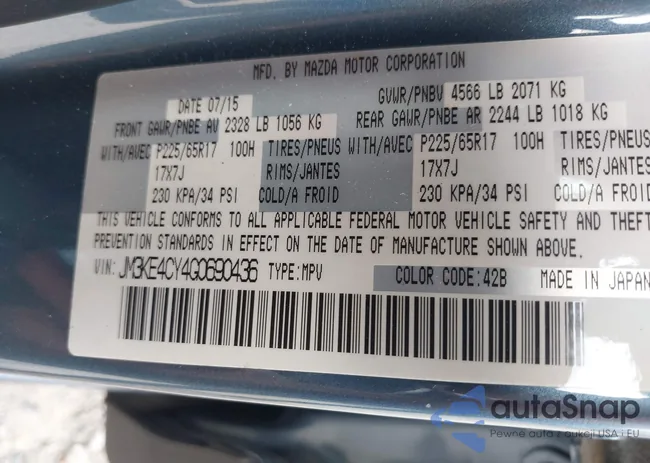 MFD. BY MAZDA MOTOR CORPORATION
DATE 07/15 GVWR/PNBV 4566 LB 2071 KG
FRONT GAWR/PNBE AV 2328 LB 1056 KG REAR GAWR/PNBE AR 2244 LB 1018 KG
WITH/AVEC P225/65R17 100H TIRES/PNEUS WITH/AVEC P225/65R17 100H TIRES/PNEUS
17X7J RIMS/JANTES 17X7J RIMS/JANTES
230 KPA/34 PSI COLD/A FROID 230 KPA/34 PSI COLD/A FROID
THIS VEHICLE CONFORMS TO ALL APPLICABLE FEDERAL MOTOR VEHICLE SAFETY AND THEFT
PREVENTION STANDARDS IN EFFECT ON THE DATE OF MANUFACTURE SHOWN ABOVE.
VIN: JM3KE4CY4G0690436 TYPE:MPV COLOR CODE:42B MADE IN JAPAN
autaSnap
Pewne auta z aukcji USA i EU